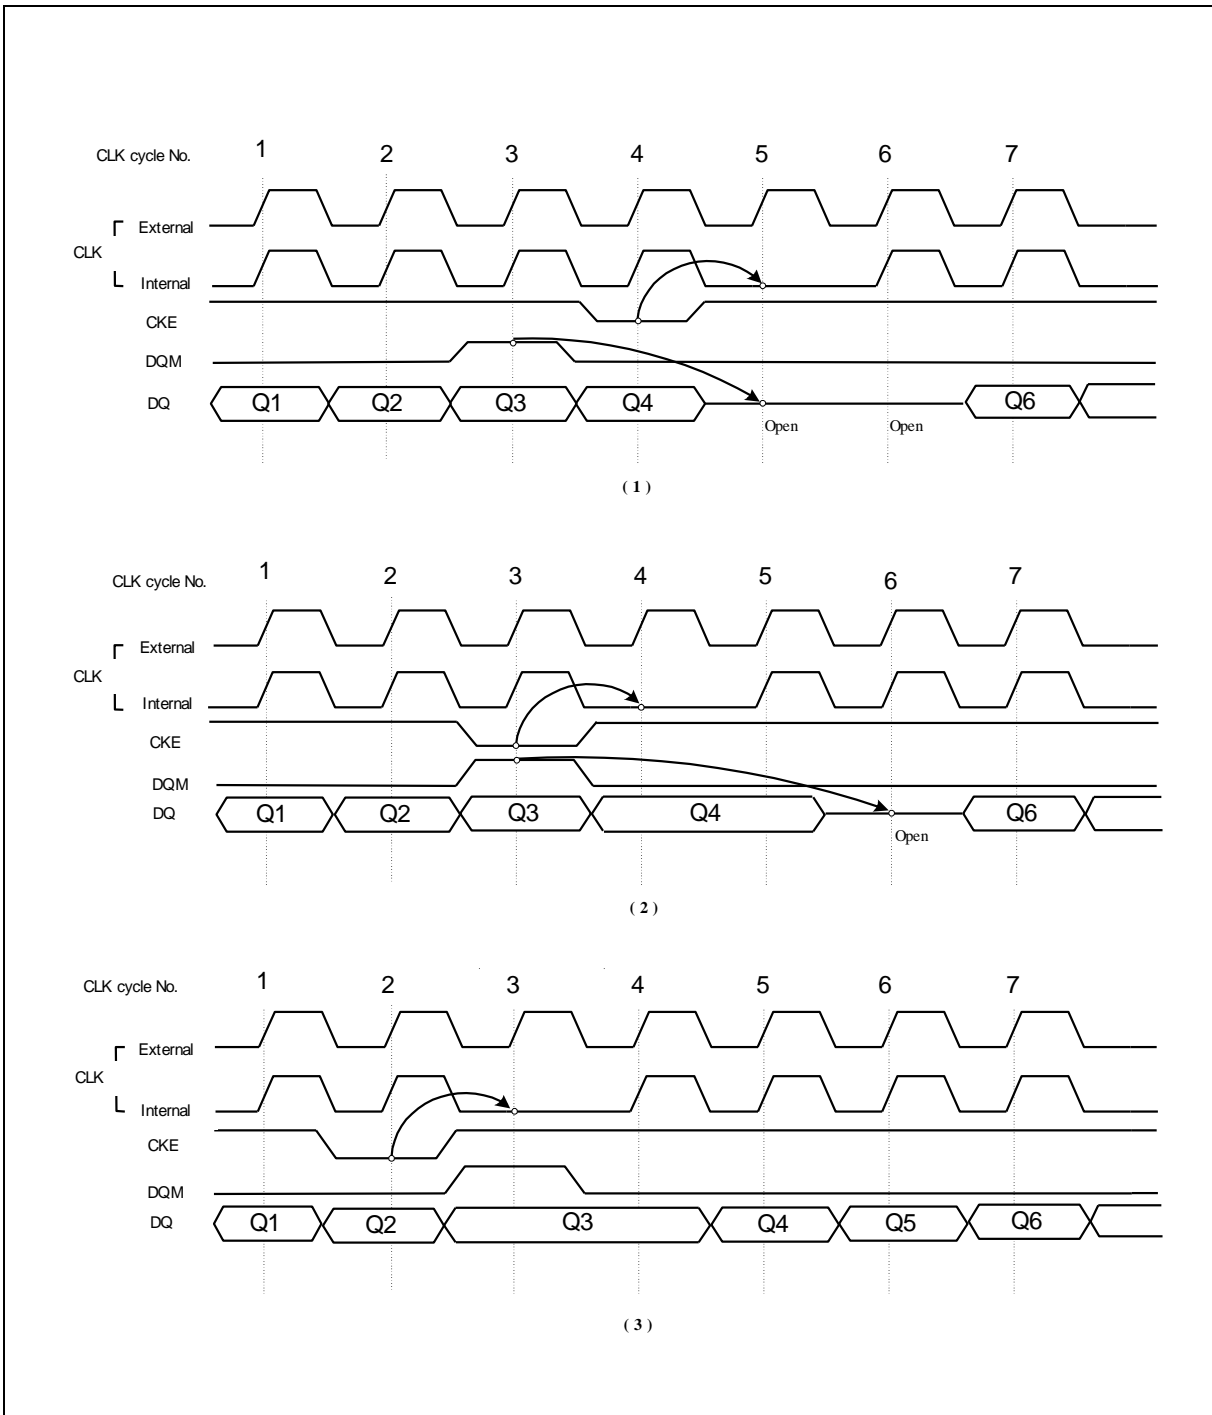 CLK cycle No. 1 2 3 4 5 6 7
External
CLK
Internal
CKE
DQM
DQ Q1 Q2 Q3 Q4 Q6
Open Open
( 1 )
CLK cycle No. 1 2 3 4 5 6 7
External
CLK
Internal
CKE
DQM
DQ Q1 Q2 Q3 Q4 Q6
Open
( 2 )
CLK cycle No. 1 2 3 4 5 6 7
External
CLK
Internal
CKE
DQM
DQ Q1 Q2 Q3 Q4 Q5 Q6
( 3 )